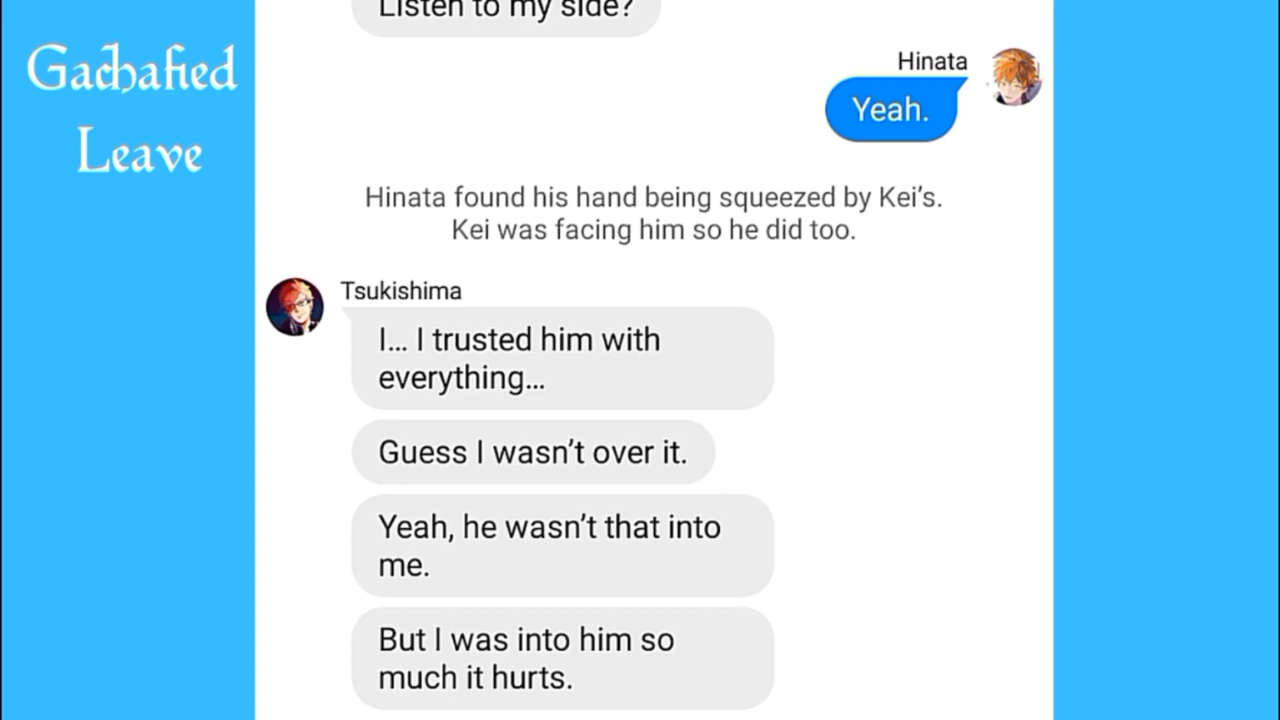 Listen to my side?
Gachafied
Leave
Hinata
Yeah.
Hinata found his hand being squeezed by Kei’s.
Kei was facing him so he did too.
Tsukishima
I... I trusted him with
everything...
Guess I wasn’t over it.
Yeah, he wasn’t that into
me.
But I was into him so
much it hurts.